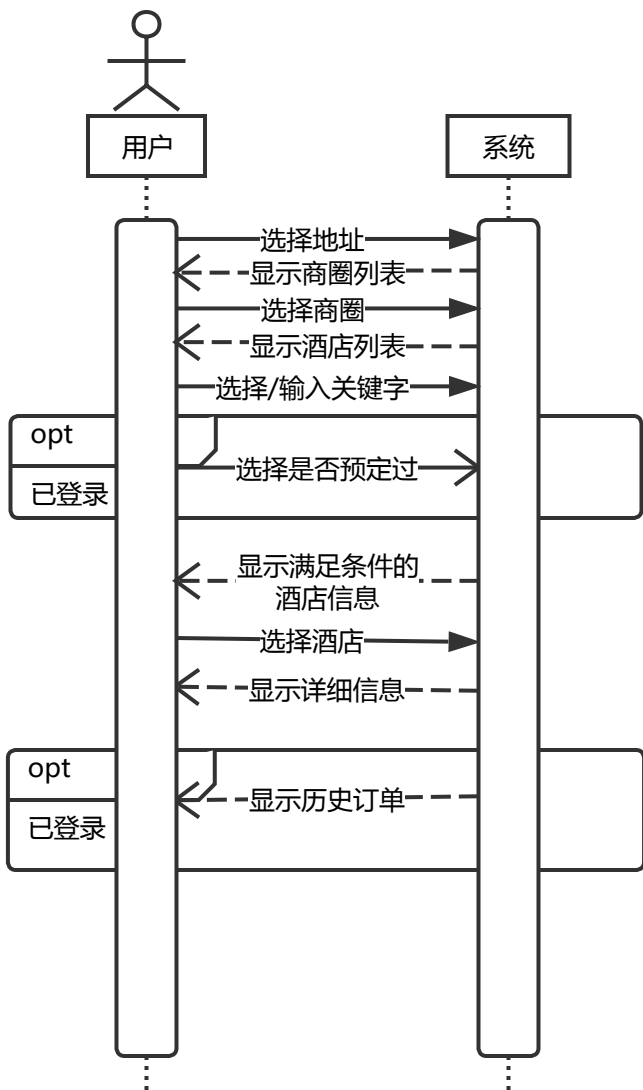 用户
系统
选择地址
显示商圈列表
选择商圈
显示酒店列表
选择/输入关键字
opt
选择是否预定过
已登录
显示满足条件的
酒店信息
选择酒店
显示详细信息
opt
显示历史订单
已登录